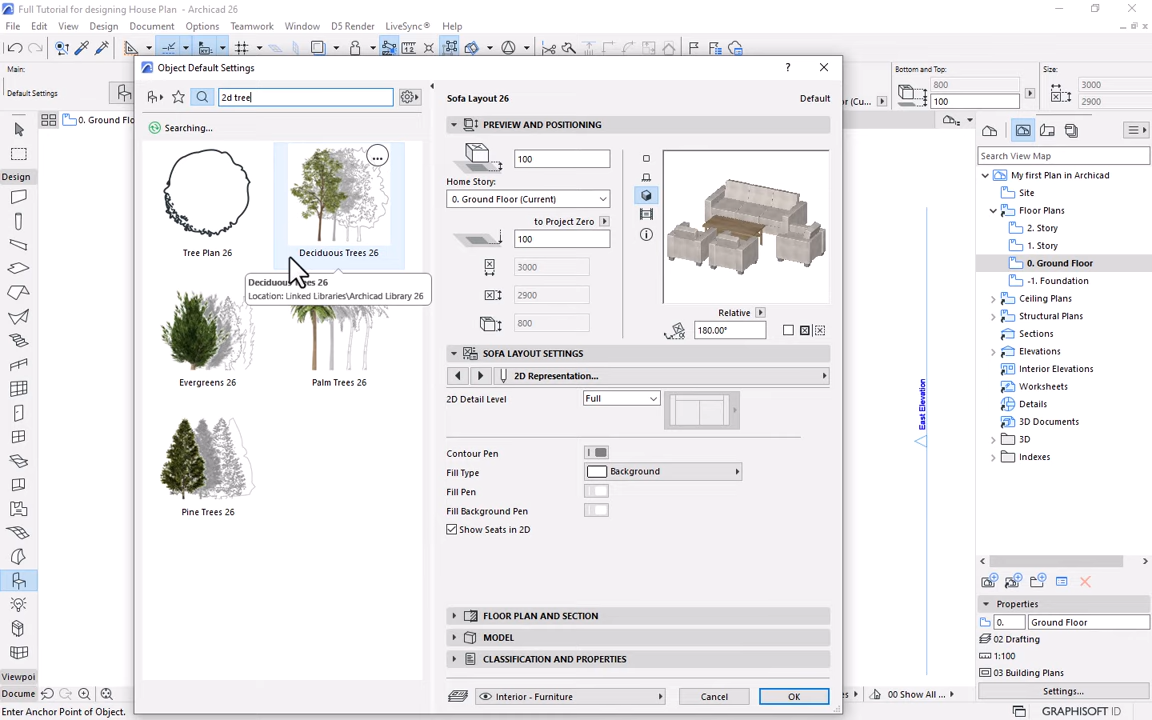 Full Tutorial for designing House Plan - Archicad 26
File Edit View Design Document Options Teamwork Window D5 Render LiveSync® Help
Main:
Default Settings
Bottom and Top:
800
100
Size:
3000
2900
0. Ground Flo
Object Default Settings
?
2d tree
Searching...
Tree Plan 26
Deciduous Trees 26
Deciduous Trees 26
Location: Linked Libraries\Archicad Library 26
Evergreens 26
Palm Trees 26
Pine Trees 26
Sofa Layout 26
Default
PREVIEW AND POSITIONING
100
Home Story:
0. Ground Floor (Current)
to Project Zero
100
3000
2900
800
Relative
180.00°
SOFA LAYOUT SETTINGS
2D Representation...
2D Detail Level
Full
Contour Pen
Fill Type
Background
Fill Pen
Fill Background Pen
Show Seats in 2D
FLOOR PLAN AND SECTION
MODEL
CLASSIFICATION AND PROPERTIES
Interior - Furniture
Cancel
OK
East Elevation
Search View Map
My first Plan in Archicad
Site
Floor Plans
2. Story
1. Story
0. Ground Floor
-1. Foundation
Ceiling Plans
Structural Plans
Sections
Elevations
Interior Elevations
Worksheets
Details
3D Documents
3D
Indexes
Properties
0.
Ground Floor
02 Drafting
1:100
03 Building Plans
Settings...
Design
Viewpoi
Docume
00 Show All ...
Enter Anchor Point of Object.
GRAPHISOFT ID